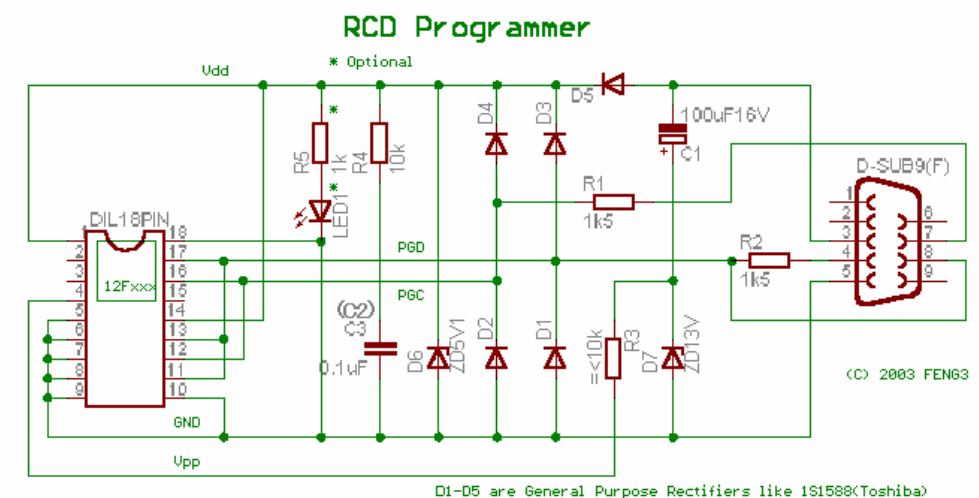 RCD Programmer
* Optional
Vdd
D5
D4
D3
100uF16V
C1
*
R5
1k
R4
10k
*
LED1
D-SUB9(F)
1
2
3
4
5
6
7
8
9
R1
1k5
R2
1k5
DIL18PIN
12Fxxx
1
2
3
4
5
6
7
8
9
18
17
16
15
14
13
12
11
10
PGD
PGC
(C2)
C3
0.1uF
D6
ZD5V1
D2
D1
=<10k
R3
D7
ZD13V
(C) 2003 FENG3
GND
Vpp
D1-D5 are General Purpose Rectifiers like 1S1588(Toshiba)